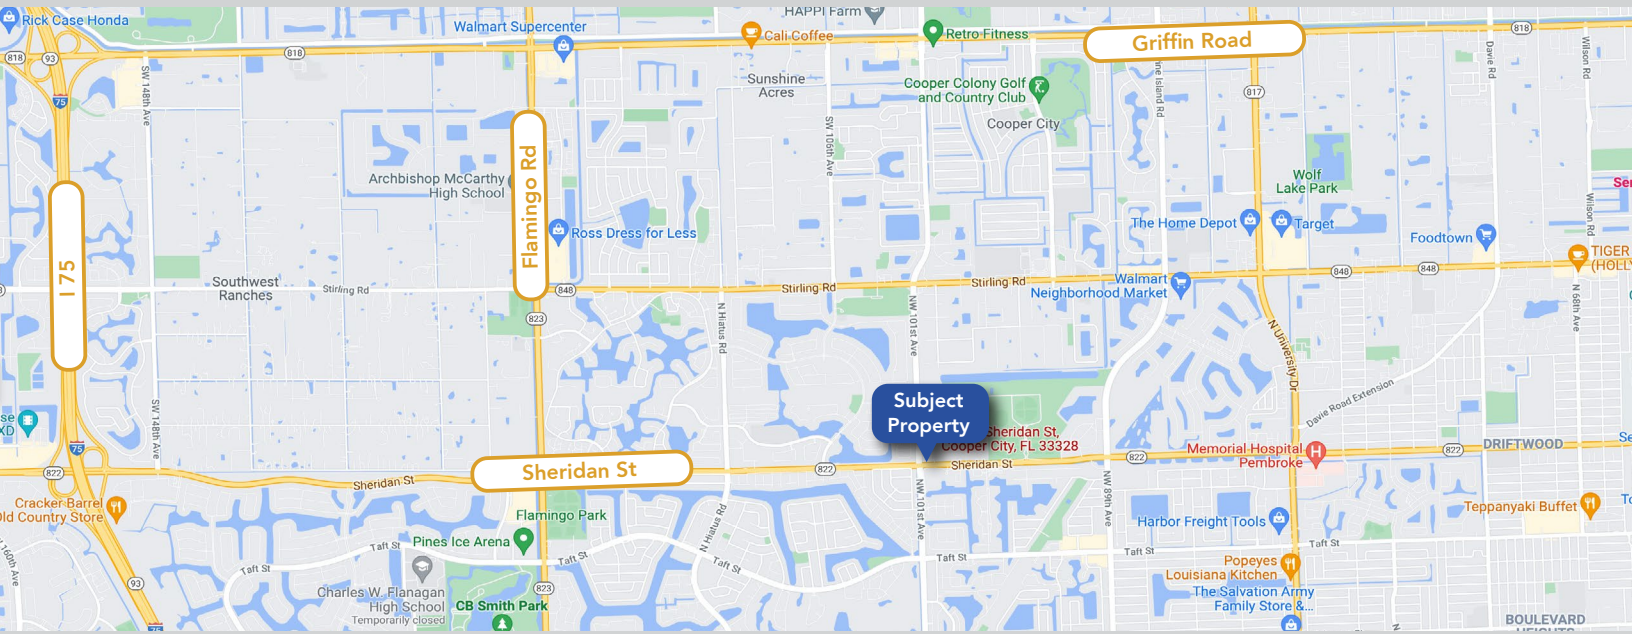 Rick Case Honda
Walmart Supercenter
HAPPI Farm
Cali Coffee
Retro Fitness
Griffin Road
818
818
93
818
SW 148th Ave
75
Sunshine
Acres
Cooper Colony Golf
and Country Club
Cooper City
817
Davie Rd
Wilson Rd
SW 106th Ave
Archbishop McCarthy
High School
Flamingo Rd
Wolf
Lake Park
Wilson Rd
I 75
Ross Dress for Less
The Home Depot
Target
Foodtown
TIGER
Southwest
Ranches
Stirling Rd
848
Stirling Rd
Stirling Rd
Walmart
Neighborhood Market
848
848
823
N Hiatus Rd
NW 101st Ave
N 68th Ave
N University Dr
SW 148th Ave
Subject
Property
Sheridan St,
Cooper City, FL 33328
Davie Road Extension
75
822
Sheridan St
Sheridan St
822
Sheridan St
822
Memorial Hospital
Pembroke
822
DRIFTWOOD
Cracker Barrel
Old Country Store
Flamingo Park
Pines Ice Arena
N Hiatus Rd
NW 101st Ave
NW 89th Ave
Harbor Freight Tools
Teppanyaki Buffet
N 160th Ave
Taft St
Taft St
Taft St
Taft St
Taft St
Taft St
Taft St
93
Charles W. Flanagan
High School
Temporarily closed
823
CB Smith Park
Popeyes
Louisiana Kitchen
The Salvation Army
Family Store &...
BOULEVARD
HEIGHTS
75